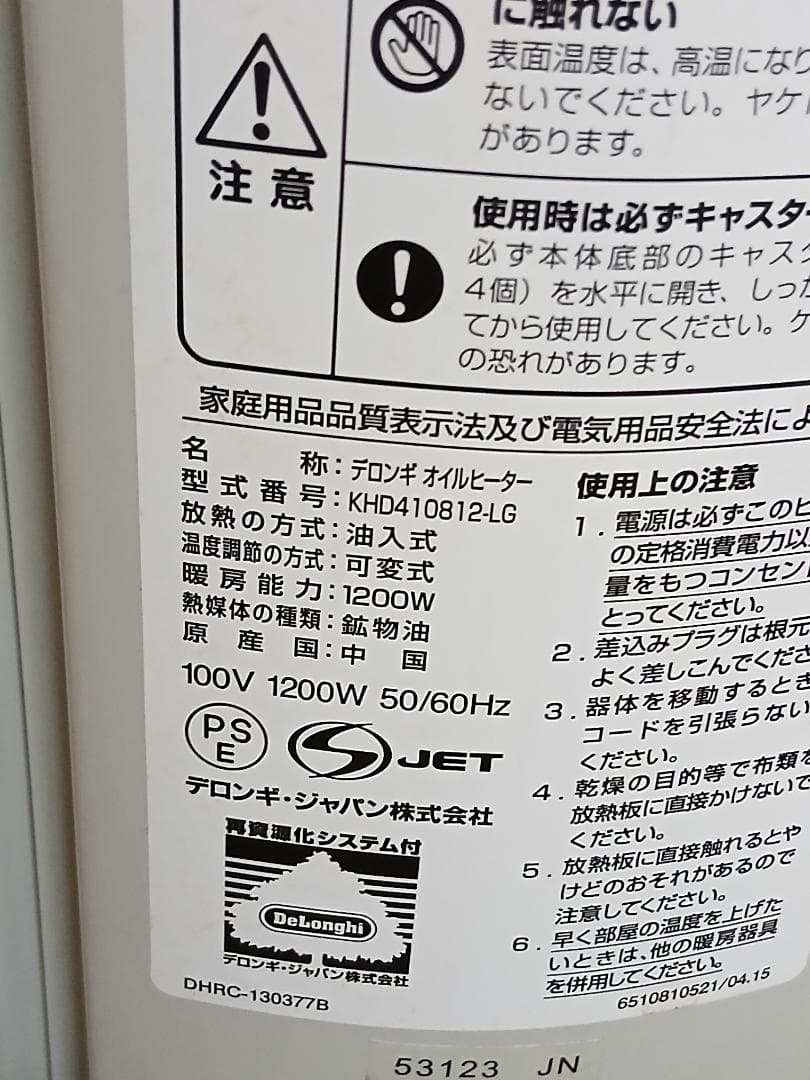 に触れない
表面温度は、高温になり
ないでください。ヤケ
があります。
注意
使用時は必ずキャスター
必ず本体底部のキャス
4個）を水平に開き、しっか
てから使用してください。ケ
の恐れがあります。
家庭用品品質表示法及び電気用品安全法によ
名称：デロンギ オイルヒーター
型式番号：KHD410812-LG
放熱の方式：油入式
温度調節の方式：可変式
暖房能力：1200W
熱媒体の種類：鉱物油
原産国：中国
100V 1200W 50/60Hz
PS
E
JET
デロンギ・ジャパン株式会社
再資源化システム付
DeLonghi
デロンギ・ジャパン株式会社
DHRC-130377B
使用上の注意
1．電源は必ずこのヒ
の定格消費電力以
量をもつコンセン
とってください。
2．差込みプラグは根元
よく差しこんでくださ
3．器体を移動するとき
コードを引張らない
ください。
4．乾燥の目的等で布類を
放熱板に直接かけないで
ください。
5．放熱板に直接触れるとや
けどのおそれがあるので
注意してください。
6．早く部屋の温度を上げた
いときは、他の暖房器具
を併用してください。
6510810521/04.15
53123 JN